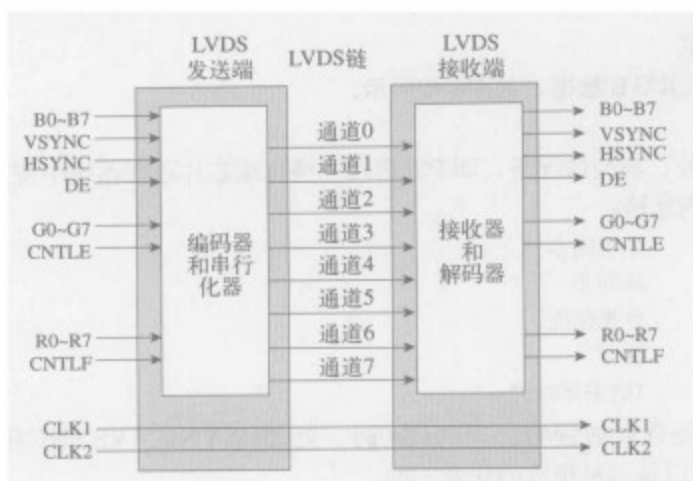 LVDS
发送端
LVDS链
LVDS
接收端
B0~B7
VSYNC
HSYNC
DE
G0~G7
CNTLE
R0~R7
CNTLF
CLK1
CLK2
编码器
和串行
化器
通道0
通道1
通道2
通道3
通道4
通道5
通道6
通道7
接收器
和
解码器
B0~B7
VSYNC
HSYNC
DE
G0~G7
CNTLE
R0~R7
CNTLF
CLK1
CLK2